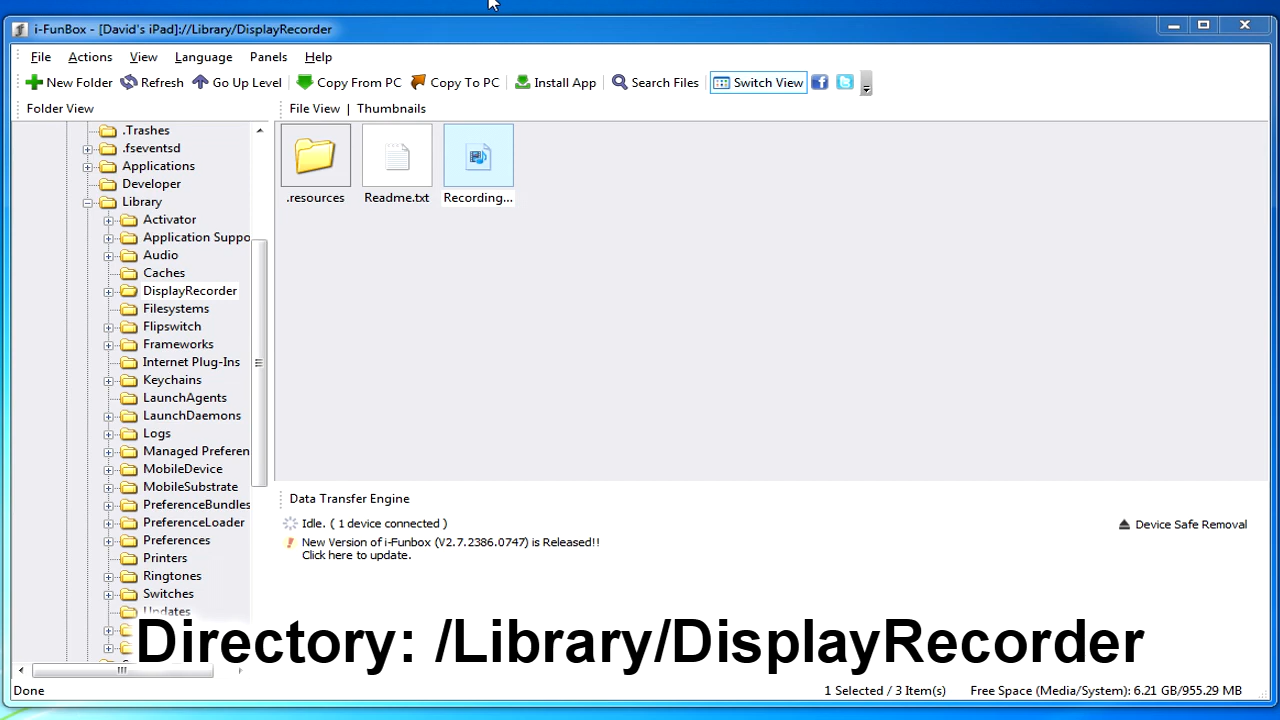 i-FunBox - [David's iPad]://Library/DisplayRecorder
File Actions View Language Panels Help
New Folder Refresh Go Up Level Copy From PC Copy To PC Install App Search Files Switch View
Folder View
File View | Thumbnails
.Trashes
.fseventsd
Applications
Developer
Library
Activator
Application Suppo
Audio
Caches
DisplayRecorder
Filesystems
Flipswitch
Frameworks
Internet Plug-Ins
Keychains
LaunchAgents
LaunchDaemons
Logs
Managed Preferen
MobileDevice
MobileSubstrate
PreferenceBundles
PreferenceLoader
Preferences
Printers
Ringtones
Switches
Updates
.resources
Readme.txt
Recording...
Data Transfer Engine
Idle. ( 1 device connected )
Device Safe Removal
New Version of i-Funbox (V2.7.2386.0747) is Released!!
Click here to update.
Directory: /Library/DisplayRecorder
Done
1 Selected / 3 Item(s)
Free Space (Media/System): 6.21 GB/955.29 MB